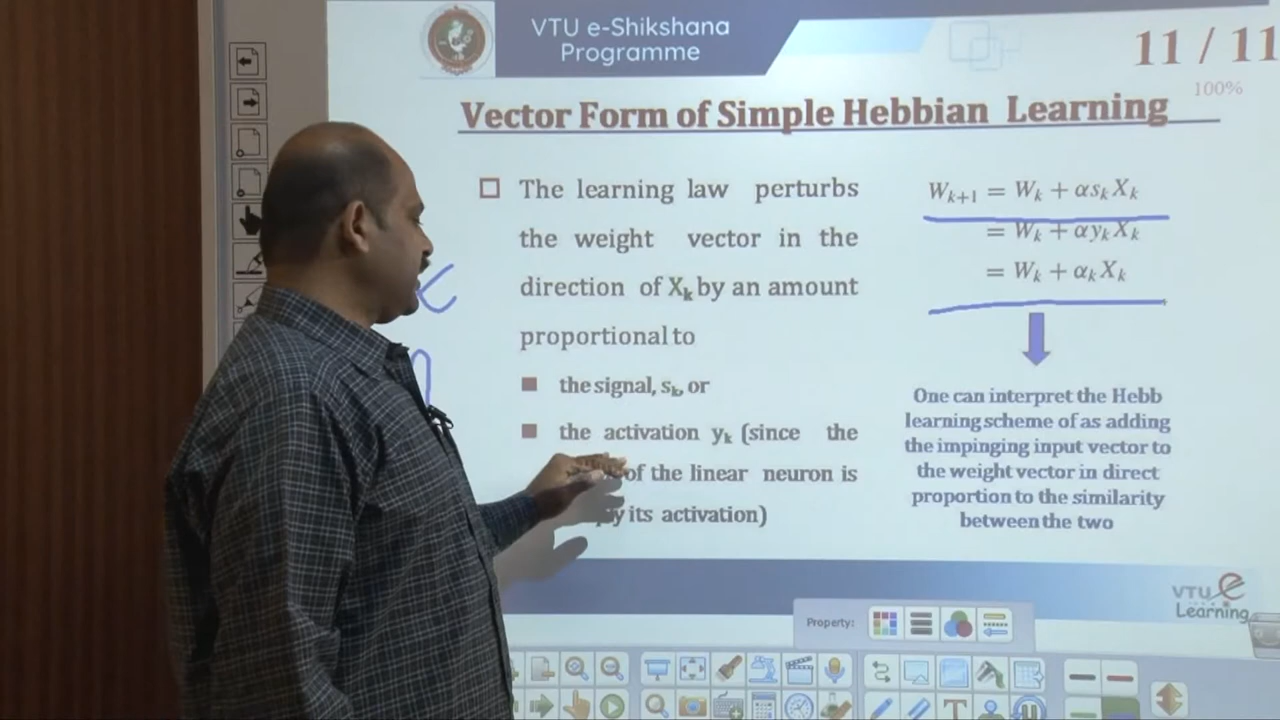 VTU e-Shikshana
Programme
11 / 11
100%
Vector Form of Simple Hebbian Learning
The learning law perturbs
the weight vector in the
direction of Xk by an amount
proportional to
the signal, sk, or
the activation yk (since the
of the linear neuron is
its activation)
Wk+1 = Wk + αskXk
= Wk + αykXk
= Wk + αkXk
One can interpret the Hebb
learning scheme of as adding
the impinging input vector to
the weight vector in direct
proportion to the similarity
between the two
VTU e
Learning
Property: